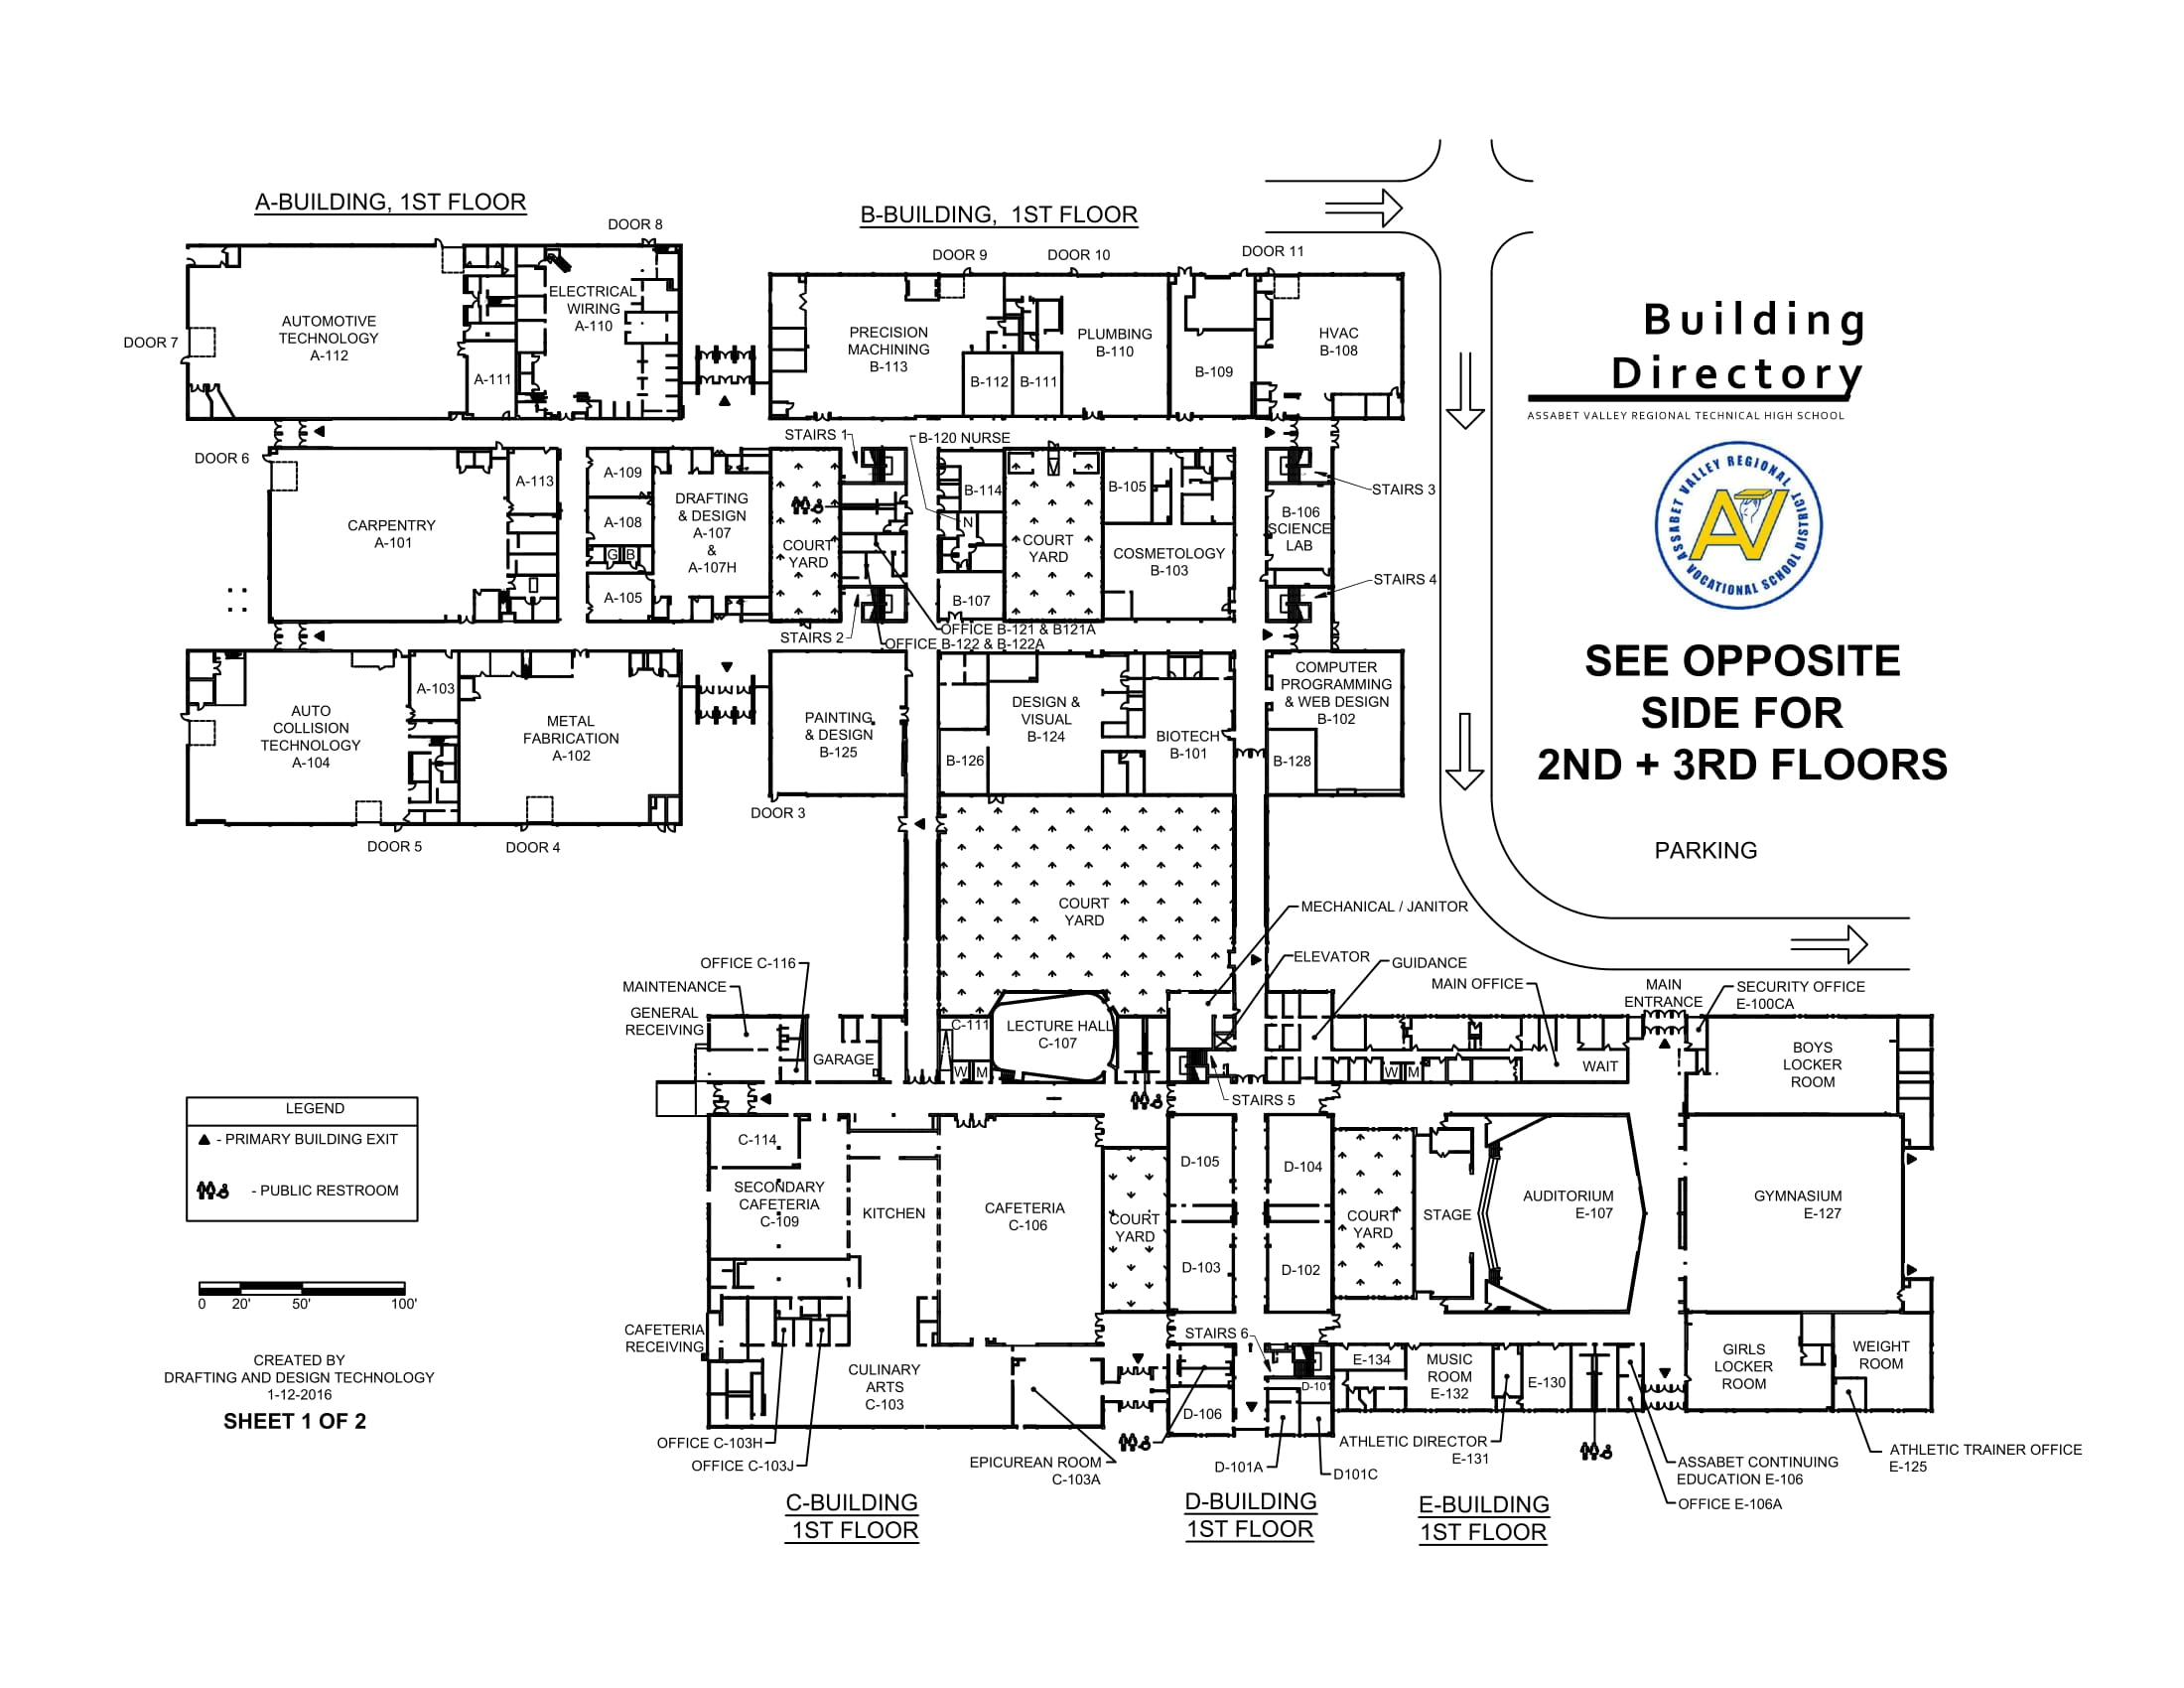 A-BUILDING, 1ST FLOOR
B-BUILDING,  1ST FLOOR
DOOR 8
DOOR 9
DOOR 10
DOOR 11
DOOR 7
AUTOMOTIVE
TECHNOLOGY
A-112
A-111
ELECTRICAL
WIRING
A-110
PRECISION
MACHINING
B-113
B-112
B-111
PLUMBING
B-110
B-109
HVAC
B-108
Building
Directory
ASSABET VALLEY REGIONAL TECHNICAL HIGH SCHOOL
ASSABET VALLEY REGIONAL
VOCATIONAL SCHOOL DISTRICT
AV
SEE OPPOSITE
SIDE FOR
2ND + 3RD FLOORS
PARKING
DOOR 6
CARPENTRY
A-101
A-113
A-109
A-108
G B
A-105
DRAFTING
& DESIGN
A-107
&
A-107H
COURT
YARD
STAIRS 1
STAIRS 2
B-120 NURSE
B-114
N
B-107
COURT
YARD
B-105
COSMETOLOGY
B-103
B-106
SCIENCE
LAB
STAIRS 3
STAIRS 4
OFFICE B-121 & B121A
OFFICE B-122 & B-122A
AUTO
COLLISION
TECHNOLOGY
A-104
A-103
METAL
FABRICATION
A-102
DOOR 5
DOOR 4
DOOR 3
PAINTING
& DESIGN
B-125
B-126
DESIGN &
VISUAL
B-124
BIOTECH
B-101
COMPUTER
PROGRAMMING
& WEB DESIGN
B-102
B-128
COURT
YARD
MECHANICAL / JANITOR
ELEVATOR
GUIDANCE
MAIN OFFICE
MAIN
ENTRANCE
SECURITY OFFICE
E-100CA
OFFICE C-116
MAINTENANCE
GENERAL
RECEIVING
GARAGE
C-111
W M
LECTURE HALL
C-107
STAIRS 5
W M
WAIT
BOYS
LOCKER
ROOM
LEGEND
- PRIMARY BUILDING EXIT
- PUBLIC RESTROOM
0 20' 50' 100'
CREATED BY
DRAFTING AND DESIGN TECHNOLOGY
1-12-2016
SHEET 1 OF 2
C-114
SECONDARY
CAFETERIA
C-109
KITCHEN
CAFETERIA
C-106
COURT
YARD
D-105
D-104
D-103
D-102
COURT
YARD
STAGE
AUDITORIUM
E-107
GYMNASIUM
E-127
CAFETERIA
RECEIVING
CULINARY
ARTS
C-103
OFFICE C-103H
OFFICE C-103J
EPICUREAN ROOM
C-103A
STAIRS 6
D-106
D-101
D-101A
D101C
E-134
MUSIC
ROOM
E-132
E-130
ATHLETIC DIRECTOR
E-131
GIRLS
LOCKER
ROOM
WEIGHT
ROOM
ASSABET CONTINUING
EDUCATION E-106
OFFICE E-106A
ATHLETIC TRAINER OFFICE
E-125
C-BUILDING
1ST FLOOR
D-BUILDING
1ST FLOOR
E-BUILDING
1ST FLOOR